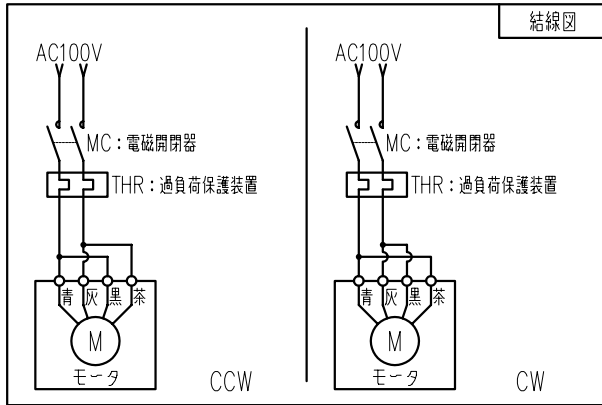 結線図
AC100V
MC：電磁開閉器
THR：過負荷保護装置
青 灰 黒 茶
M
モータ
CCW
AC100V
MC：電磁開閉器
THR：過負荷保護装置
青 灰 黒 茶
M
モータ
CW